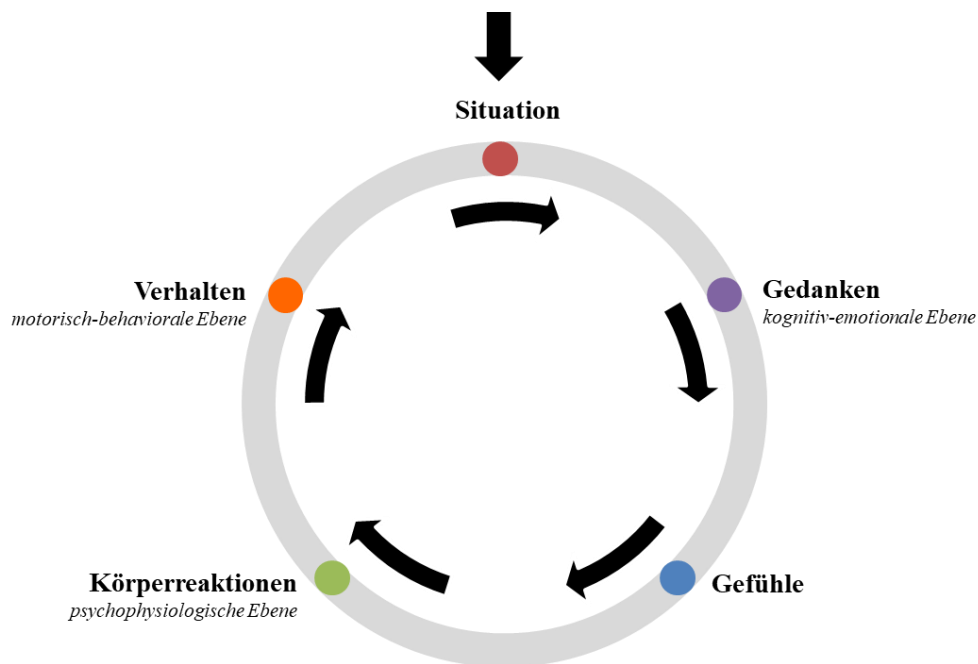 Situation
Verhalten
motorisch-behaviorale Ebene
Gedanken
kognitiv-emotionale Ebene
Körperreaktionen
psychophysiologische Ebene
Gefühle